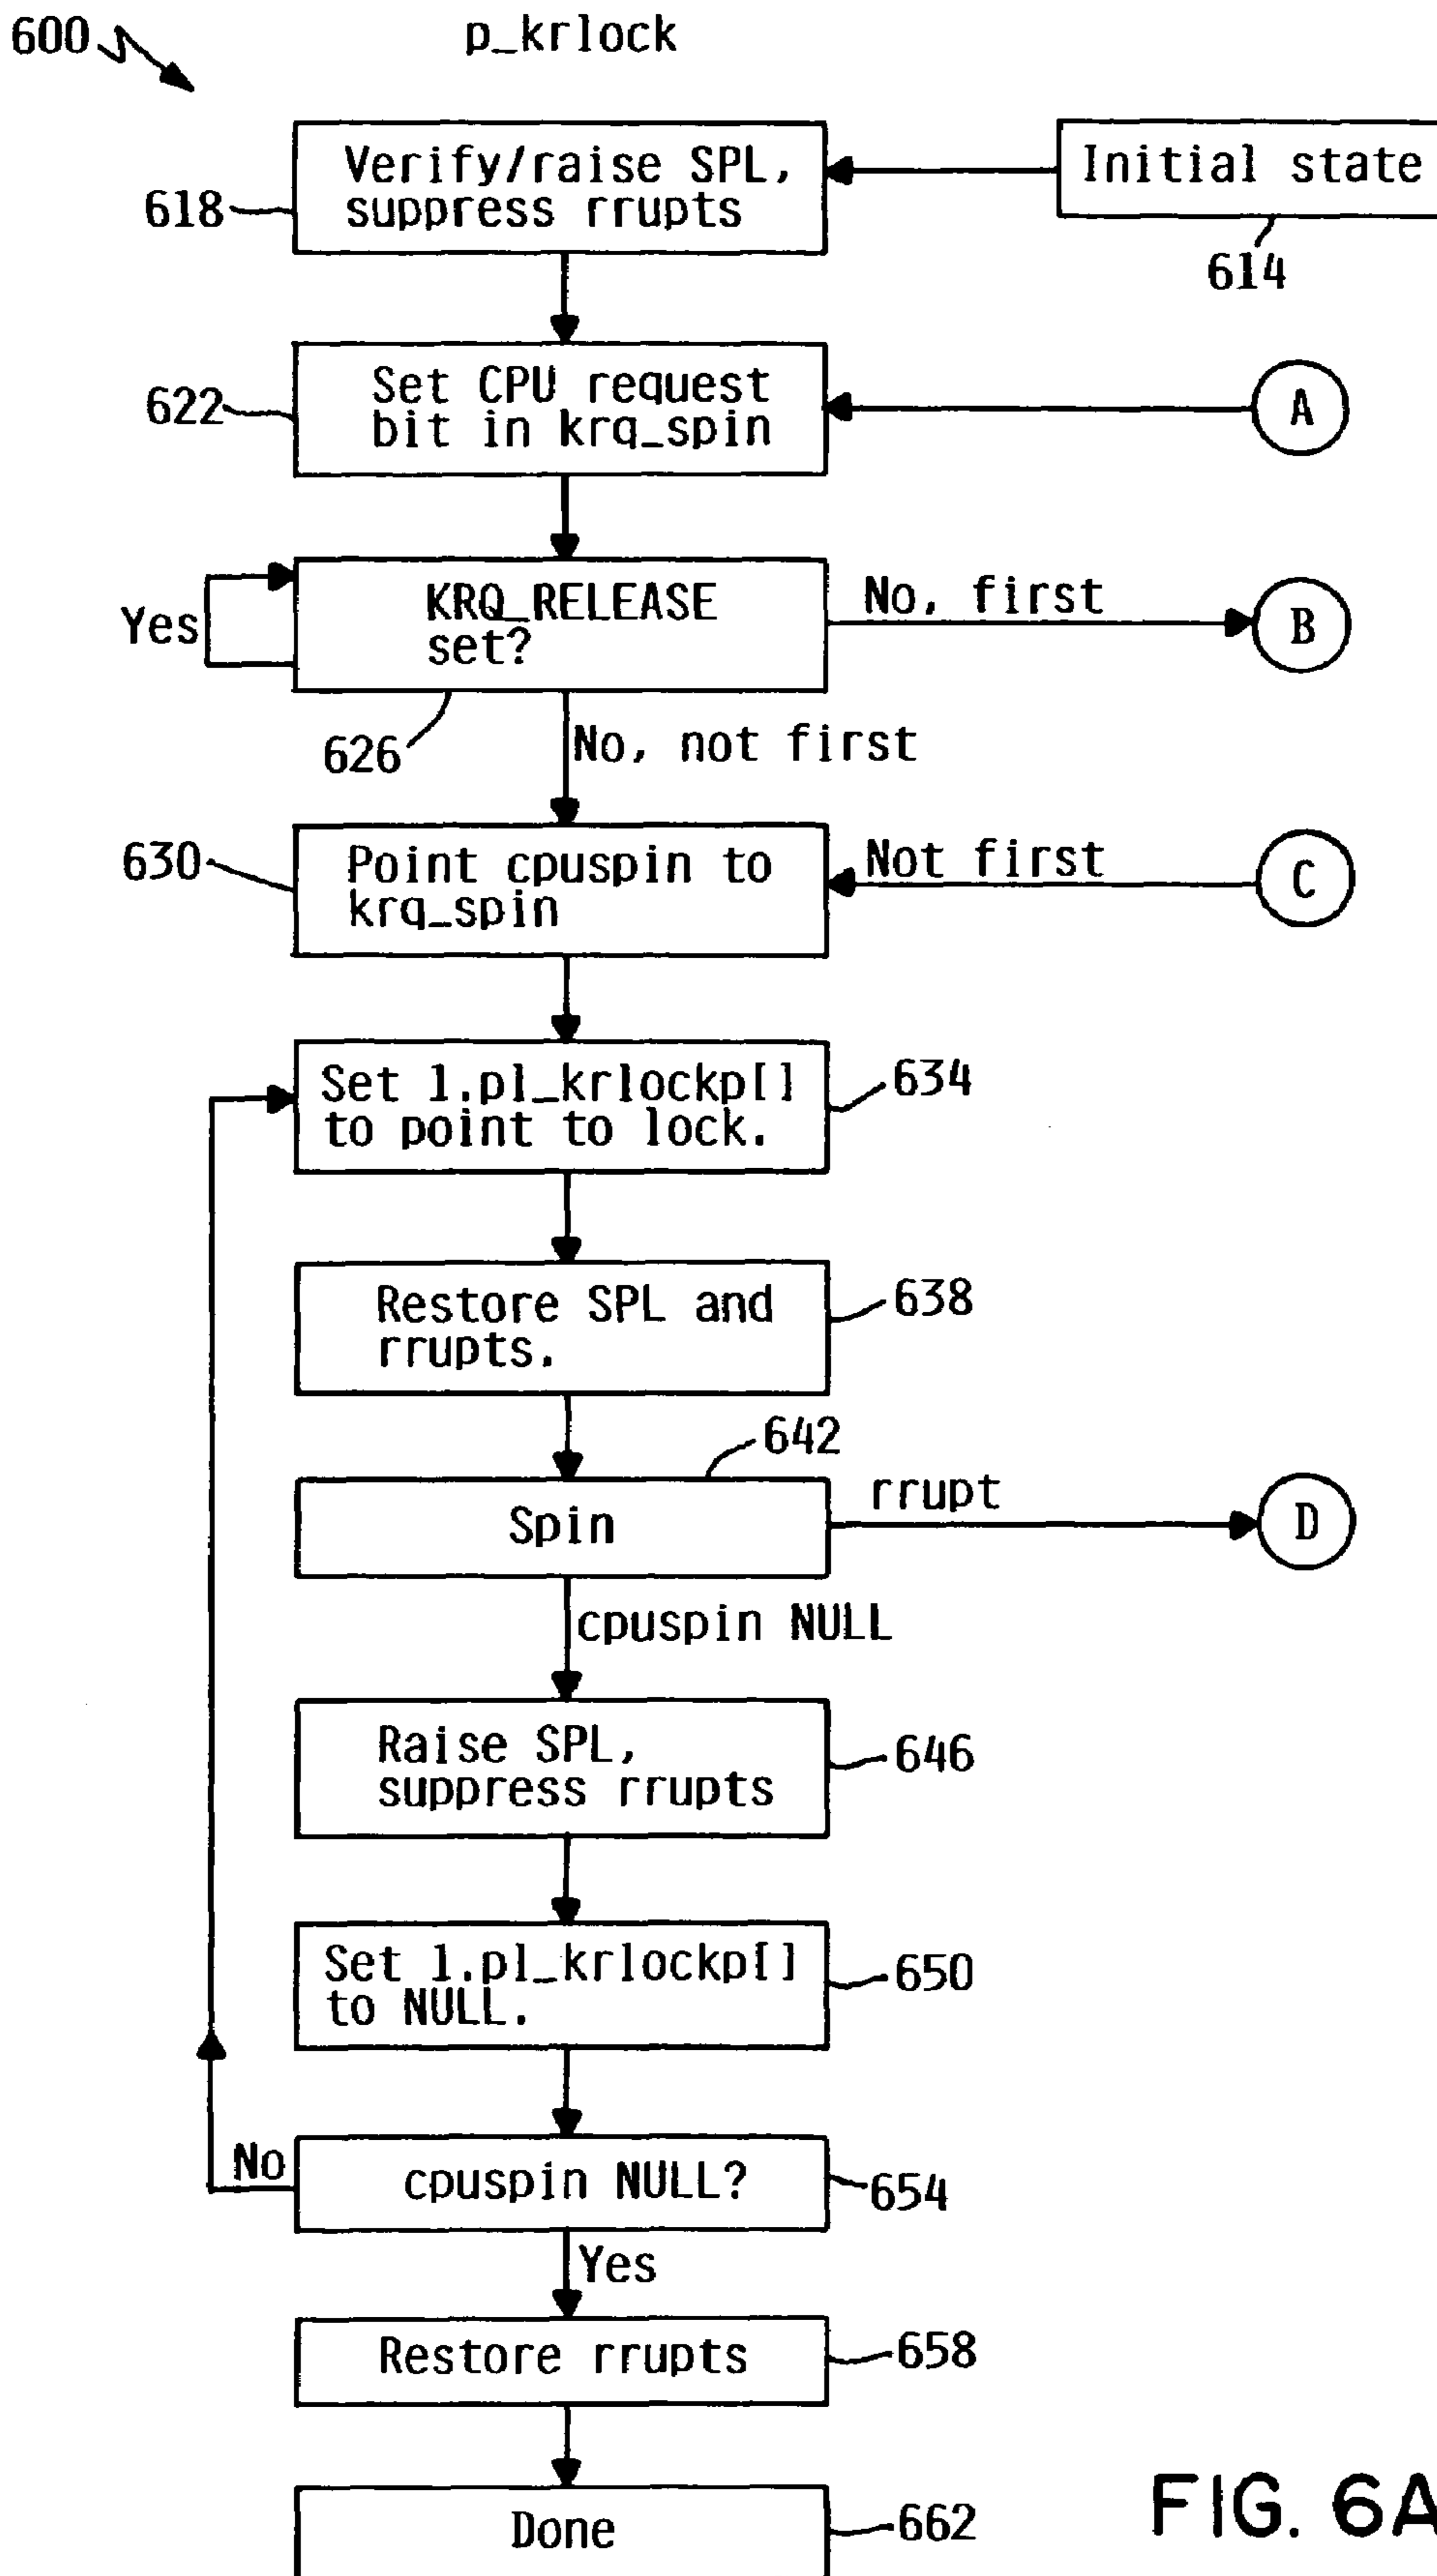 600
p_krlock
Verify/raise SPL,
suppress rrupts
618
Initial state
614
Set CPU request
bit in krq_spin
622
A
KRQ_RELEASE
set?
Yes
No, first
B
626
No, not first
Point cpuspin to
krq_spin
630
Not first
C
Set l.pl_krlockp[]
to point to lock.
634
Restore SPL and
rrupts.
638
642
Spin
rrupt
D
cpuspin NULL
Raise SPL,
suppress rrupts
646
Set l.pl_krlockp[]
to NULL.
650
No
cpuspin NULL?
654
Yes
Restore rrupts
658
Done
662
FIG. 6A